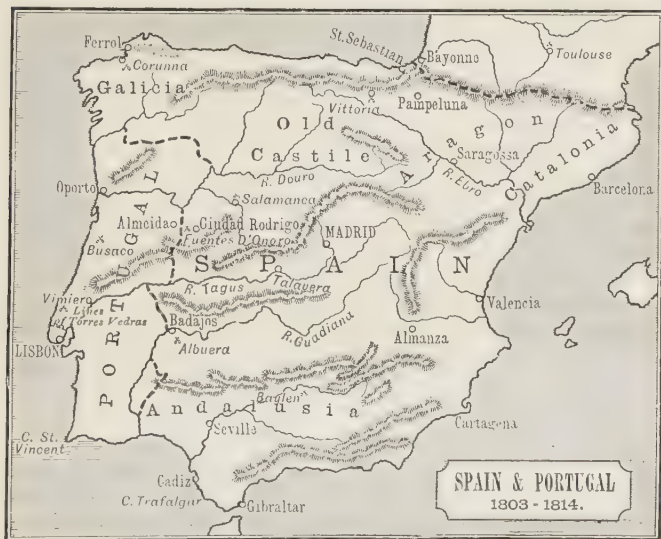 Ferrol
Corunna
Galicia
St. Sebastian
Bayonne
Toulouse
Vittoria
Pampeluna
Old
Castile
Aragon
Saragossa
R. Ebro
Catalonia
Barcelona
R. Douro
Oporto
Salamanca
Almeida
Ciudad Rodrigo
Fuentes D'Onoro
MADRID
Busaco
SPAIN
PORTUGAL
R. Tagus
Talavera
Vimiero
Lines
of Torres Vedras
LISBON
Badajos
Albuera
R. Guadiana
Valencia
Almanza
Baylen
Andalusia
Seville
Cartagena
C. St.
Vincent
Cadiz
C. Trafalgar
Gibraltar
SPAIN & PORTUGAL
1803 - 1814.